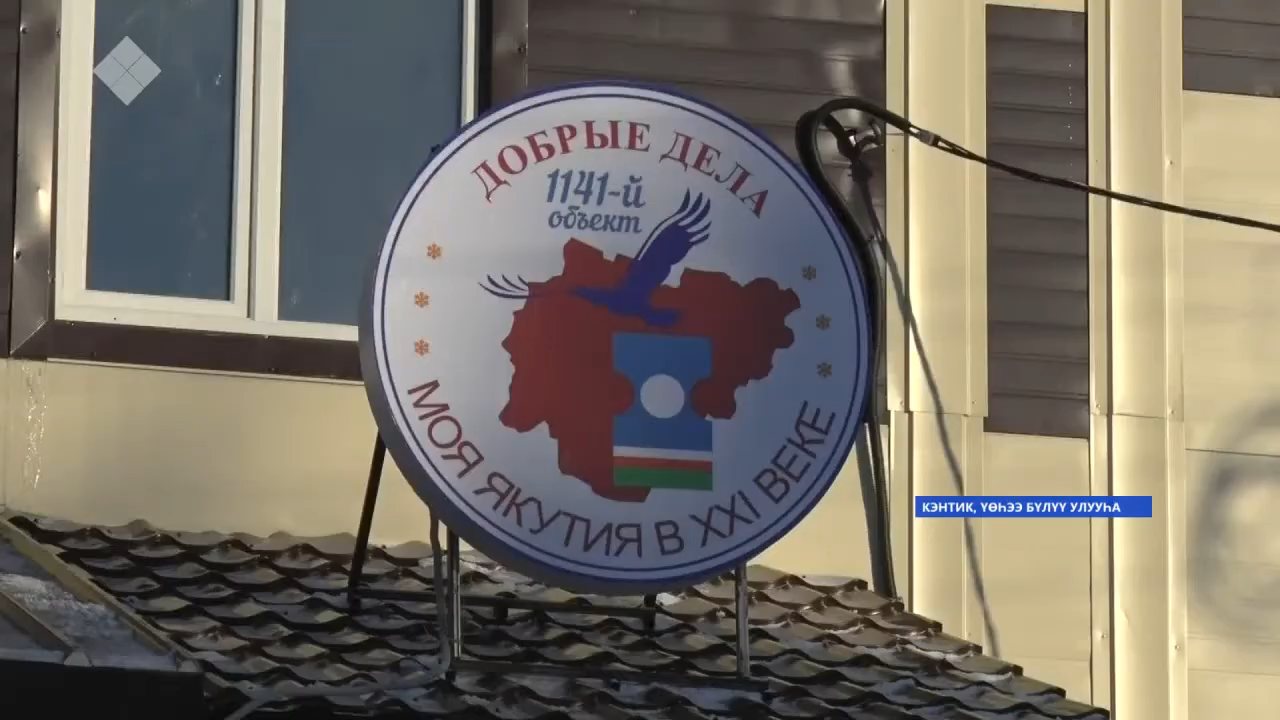 ДОБРЫЕ ДЕЛА
1141-й
объект
МОЯ ЯКУТИЯ В XXI ВЕКЕ
КЭНТИК, ҮӨҺЭЭ БҮЛҮҮ УЛУУҺА